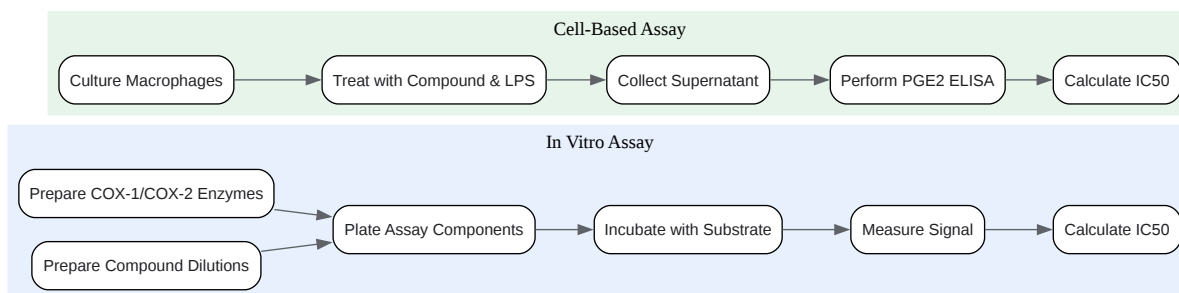 Cell-Based Assay
Culture Macrophages
Treat with Compound & LPS
Collect Supernatant
Perform PGE2 ELISA
Calculate IC50
In Vitro Assay
Prepare COX-1/COX-2 Enzymes
Prepare Compound Dilutions
Plate Assay Components
Incubate with Substrate
Measure Signal
Calculate IC50